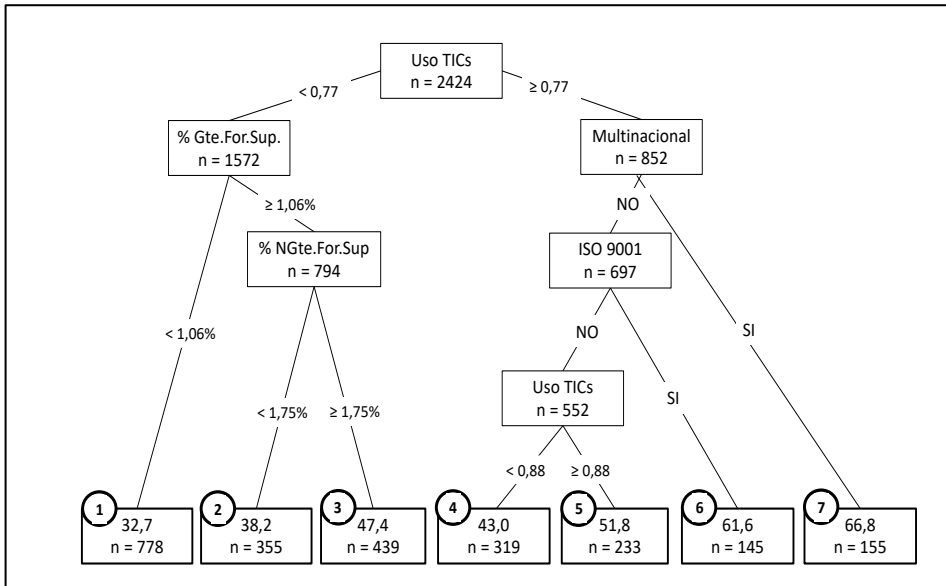 Uso TICs
n = 2424
< 0,77
≥ 0,77
% Gte.For.Sup.
n = 1572
Multinacional
n = 852
≥ 1,06%
NO
% NGte.For.Sup
n = 794
ISO 9001
n = 697
< 1,06%
NO
SI
Uso TICs
n = 552
SI
< 1,75%
≥ 1,75%
< 0,88
≥ 0,88
1
32,7
n = 778
2
38,2
n = 355
3
47,4
n = 439
4
43,0
n = 319
5
51,8
n = 233
6
61,6
n = 145
7
66,8
n = 155